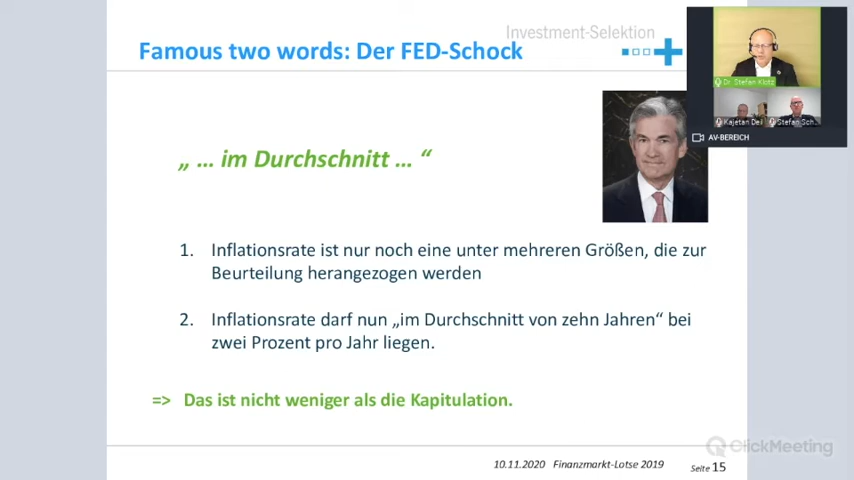 Investment-Selektion
Famous two words: Der FED-Schock
„ … im Durchschnitt … “
1. Inflationsrate ist nur noch eine unter mehreren Größen, die zur
Beurteilung herangezogen werden
2. Inflationsrate darf nun „im Durchschnitt von zehn Jahren“ bei
zwei Prozent pro Jahr liegen.
=> Das ist nicht weniger als die Kapitulation.
10.11.2020 Finanzmarkt-Lotse 2019
Seite 15
Dr. Stefan Klotz
Kajetan Deil
Stefan Sch...
AV-BEREICH
ClickMeeting